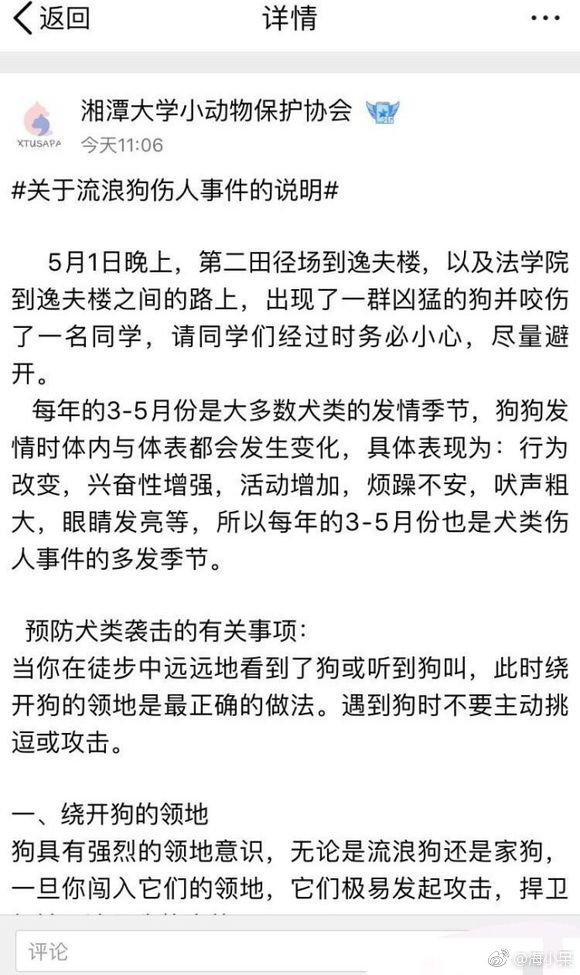 返回
详情
湘潭大学小动物保护协会
XTUSAPA
今天11:06
#关于流浪狗伤人事件的说明#
5月1日晚上，第二田径场到逸夫楼，以及法学院
到逸夫楼之间的路上，出现了一群凶猛的狗并咬伤
了一名同学，请同学们经过时务必小心，尽量避
开。
每年的3-5月份是大多数犬类的发情季节，狗狗发
情时体内与体表都会发生变化，具体表现为：行为
改变，兴奋性增强，活动增加，烦躁不安，吠声粗
大，眼睛发亮等，所以每年的3-5月份也是犬类伤
人事件的多发季节。
预防犬类袭击的有关事项：
当你在徒步中远远地看到了狗或听到狗叫，此时绕
开狗的领地是最正确的做法。遇到狗时不要主动挑
逗或攻击。
一、绕开狗的领地
狗具有强烈的领地意识，无论是流浪狗还是家狗，
一旦你闯入它们的领地，它们极易发起攻击，捍卫
评论
@海小呆